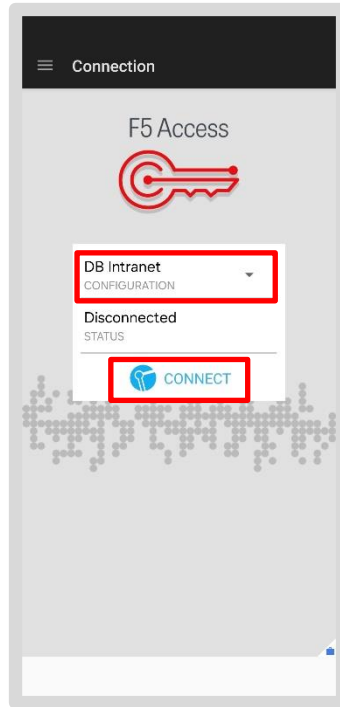 Connection
F5 Access
DB Intranet
CONFIGURATION
Disconnected
STATUS
CONNECT